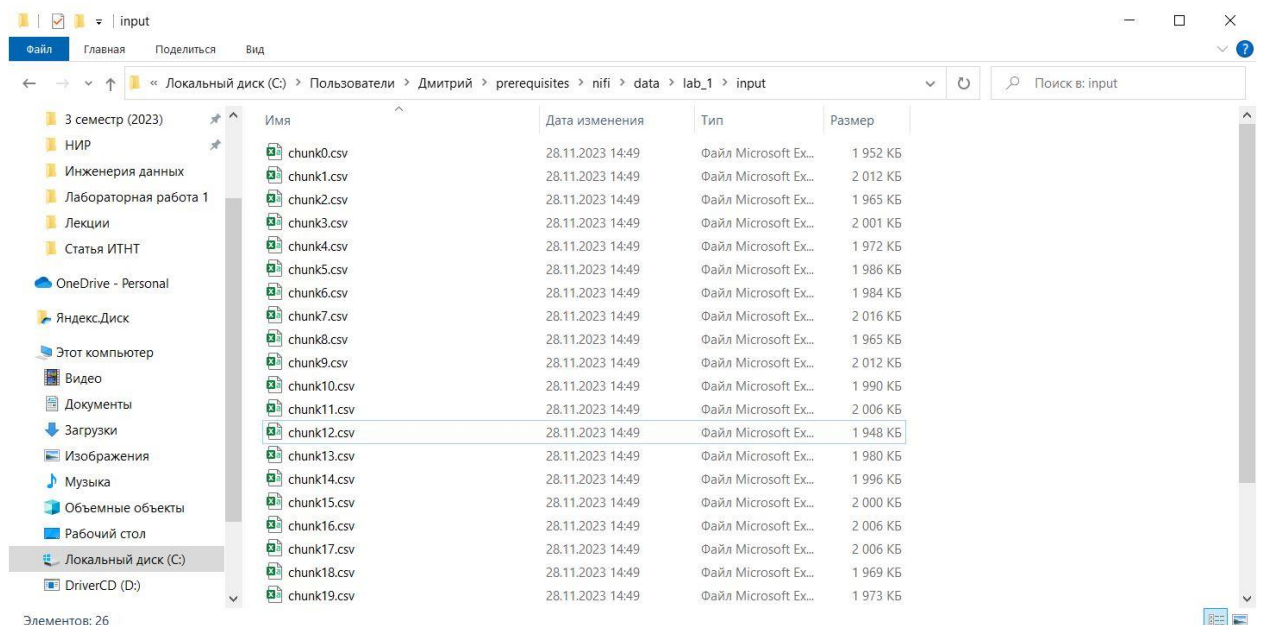 input
Файл Главная Поделиться Вид
« Локальный диск (C:) > Пользователи > Дмитрий > prerequisites > nifi > data > lab_1 > input Поиск в: input
3 семестр (2023)
НИР
Инженерия данных
Лабораторная работа 1
Лекции
Статья ИТНТ
OneDrive - Personal
Яндекс.Диск
Этот компьютер
Видео
Документы
Загрузки
Изображения
Музыка
Объемные объекты
Рабочий стол
Локальный диск (C:)
DriverCD (D:)
Имя Дата изменения Тип Размер
chunk0.csv 28.11.2023 14:49 Файл Microsoft Ex... 1 952 КБ
chunk1.csv 28.11.2023 14:49 Файл Microsoft Ex... 2 012 КБ
chunk2.csv 28.11.2023 14:49 Файл Microsoft Ex... 1 965 КБ
chunk3.csv 28.11.2023 14:49 Файл Microsoft Ex... 2 001 КБ
chunk4.csv 28.11.2023 14:49 Файл Microsoft Ex... 1 972 КБ
chunk5.csv 28.11.2023 14:49 Файл Microsoft Ex... 1 986 КБ
chunk6.csv 28.11.2023 14:49 Файл Microsoft Ex... 1 984 КБ
chunk7.csv 28.11.2023 14:49 Файл Microsoft Ex... 2 016 КБ
chunk8.csv 28.11.2023 14:49 Файл Microsoft Ex... 1 965 КБ
chunk9.csv 28.11.2023 14:49 Файл Microsoft Ex... 2 012 КБ
chunk10.csv 28.11.2023 14:49 Файл Microsoft Ex... 1 990 КБ
chunk11.csv 28.11.2023 14:49 Файл Microsoft Ex... 2 006 КБ
chunk12.csv 28.11.2023 14:49 Файл Microsoft Ex... 1 948 КБ
chunk13.csv 28.11.2023 14:49 Файл Microsoft Ex... 1 980 КБ
chunk14.csv 28.11.2023 14:49 Файл Microsoft Ex... 1 996 КБ
chunk15.csv 28.11.2023 14:49 Файл Microsoft Ex... 2 000 КБ
chunk16.csv 28.11.2023 14:49 Файл Microsoft Ex... 2 006 КБ
chunk17.csv 28.11.2023 14:49 Файл Microsoft Ex... 2 006 КБ
chunk18.csv 28.11.2023 14:49 Файл Microsoft Ex... 1 969 КБ
chunk19.csv 28.11.2023 14:49 Файл Microsoft Ex... 1 973 КБ
Элементов: 26